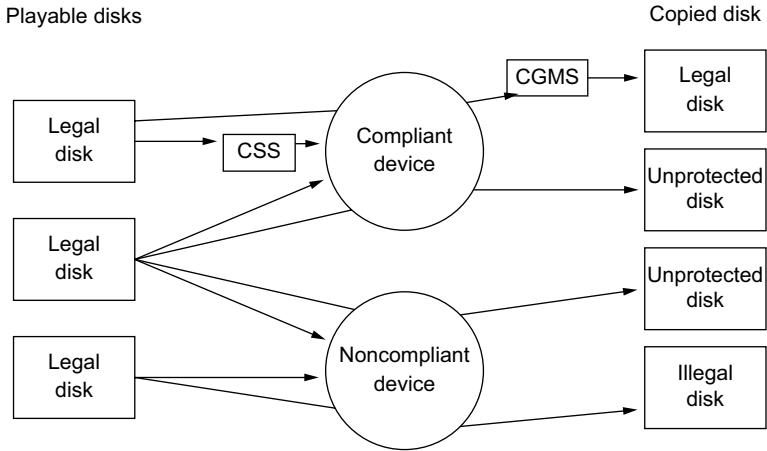 Playable disks
Copied disk
Legal
disk
CSS
Compliant
device
CGMS
Legal
disk
Unprotected
disk
Legal
disk
Unprotected
disk
Legal
disk
Noncompliant
device
Illegal
disk